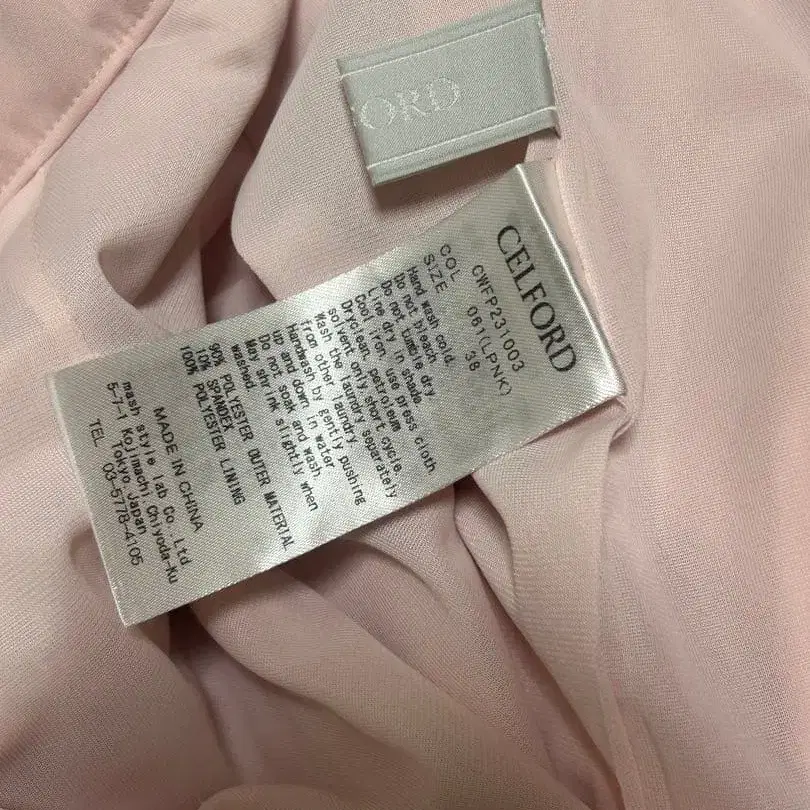 ORD
CELFORD
CWFP231003
COL 061(LPNK)
SIZE 38
Hand wash cold.
Do not bleach
Do not tumble dry
Line dry in shade
Cool iron, use press cloth
Dryclean, petroleum
solvent only short cycle.
Wash the laundry separately
from other laundry
Handwash by gently pushing
up and down in water
Do not soak and wash
May shrink slightly when
washed
90% POLYESTER OUTER MATERIAL
10% SPANDEX
100% POLYESTER LINING
MADE IN CHINA
mash style lab Co. Ltd
5-7-1 Kojimachi, Chiyoda-Ku
Tokyo, Japan
TEL 03-5778-4105